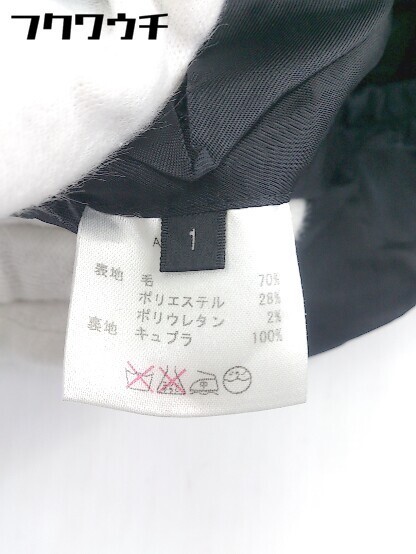 フクワウチ
1
表地 毛 70%
ポリエステル 28%
ポリウレタン 2%
裏地 キュプラ 100%